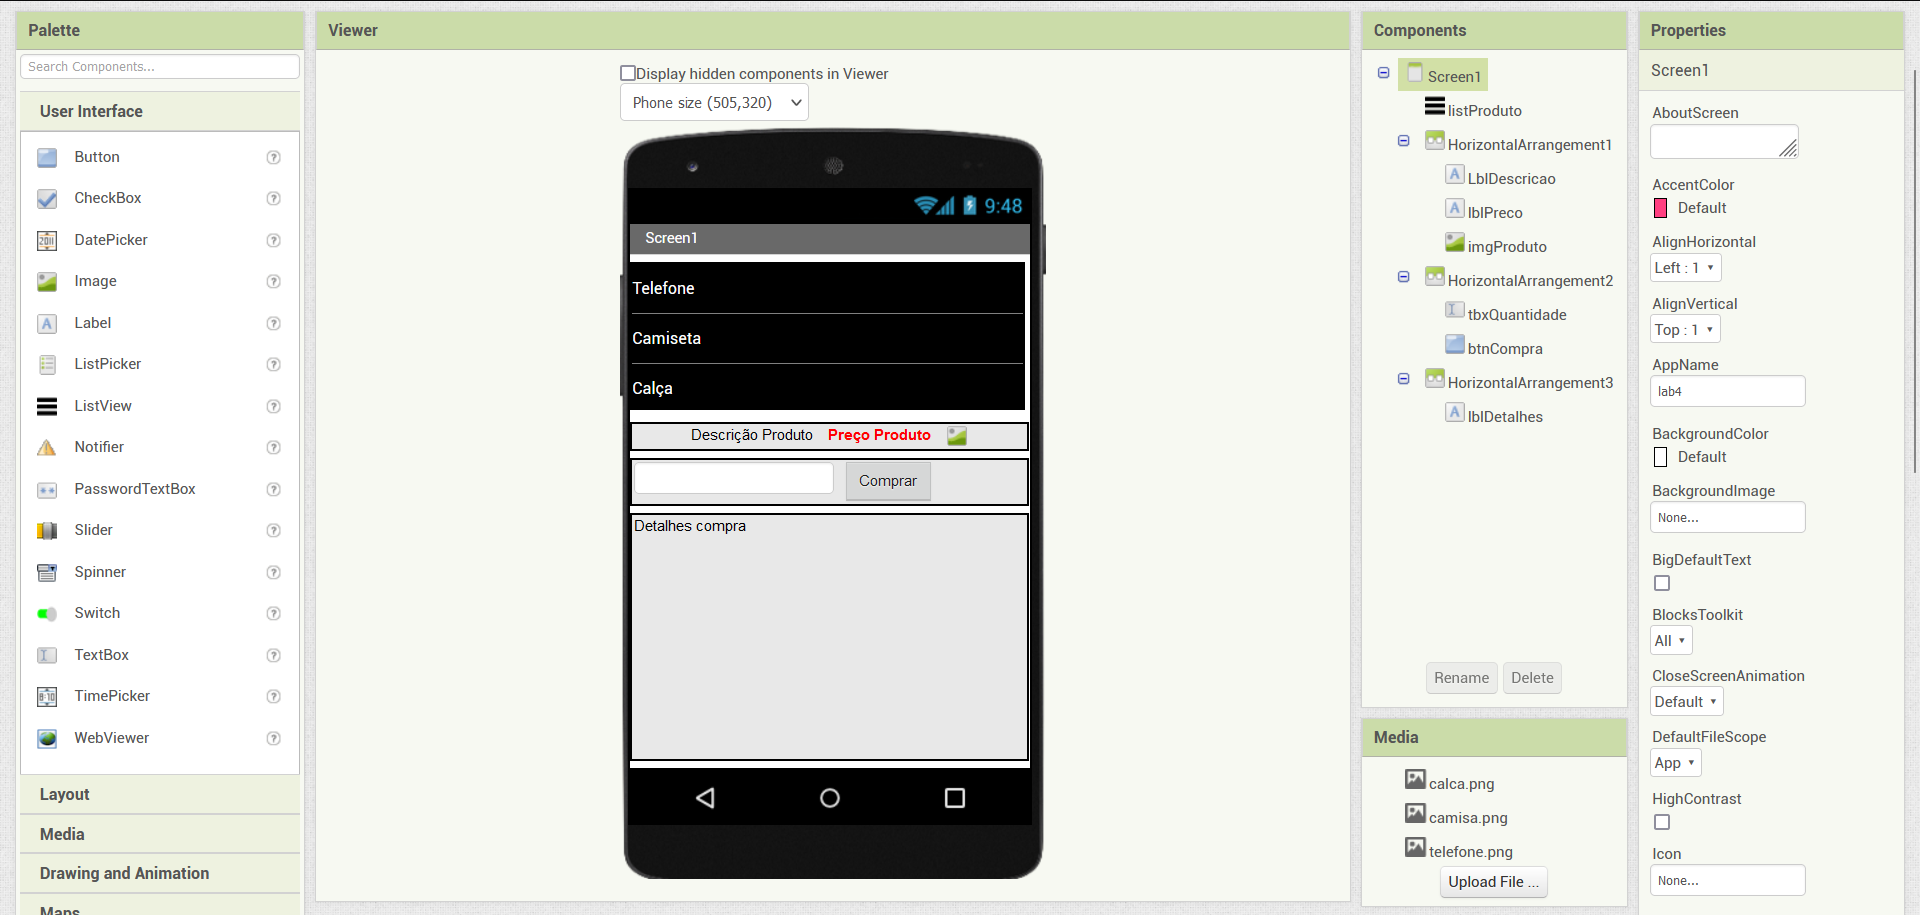 Palette
Search Components...
User Interface
Button
CheckBox
DatePicker
Image
Label
ListPicker
ListView
Notifier
PasswordTextBox
Slider
Spinner
Switch
TextBox
TimePicker
WebViewer
Layout
Media
Drawing and Animation
Maps
Viewer
Display hidden components in Viewer
Phone size (505,320)
9:48
Screen1
Telefone
Camiseta
Calça
Descrição Produto Preço Produto
Comprar
Detalhes compra
Components
Screen1
listProduto
HorizontalArrangement1
LblDescricao
lblPreco
imgProduto
HorizontalArrangement2
tbxQuantidade
btnCompra
HorizontalArrangement3
lblDetalhes
Rename Delete
Media
calca.png
camisa.png
telefone.png
Upload File ...
Properties
Screen1
AboutScreen
AccentColor
Default
AlignHorizontal
Left : 1
AlignVertical
Top : 1
AppName
lab4
BackgroundColor
Default
BackgroundImage
None...
BigDefaultText
BlocksToolkit
All
CloseScreenAnimation
Default
DefaultFileScope
App
HighContrast
Icon
None...